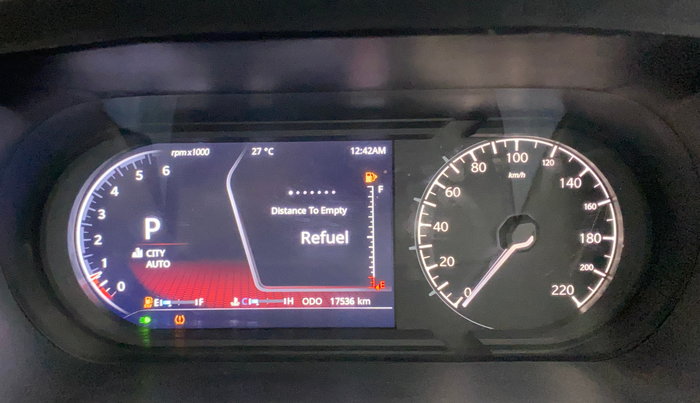 rpm x1000
27 °C
12:42AM
0 1 2 3 4 5 6
P
CITY
AUTO
Distance To Empty
Refuel
F
E
E F
C H
ODO 17536 km
0 20 40 60 80 100 120 140 160 180 200 220
km/h